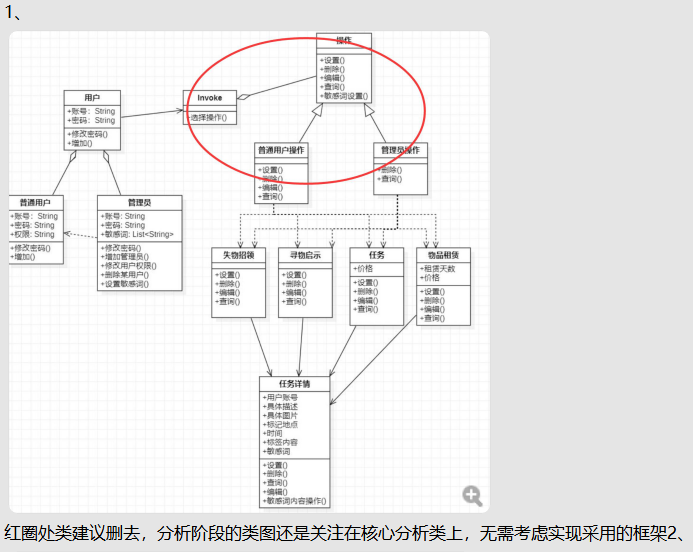 1、
操作
+设置()
+删除()
+编辑()
+查询()
+敏感词设置()
用户
+账号: String
+密码: String
+修改密码()
+增加()
Invoke
-选择操作()
普通用户操作
+设置()
+删除()
+编辑()
+查询()
管理员操作
+删除()
+查询()
普通用户
+账号: String
+密码: String
+权限: String
+修改密码()
+增加()
管理员
+账号: String
+密码: String
+敏感词: List<String>
+修改密码()
+增加管理员()
+修改用户权限()
+删除某用户()
+设置敏感词()
失物招领
+设置()
+删除()
+编辑()
+查询()
寻物启示
+设置()
+删除()
+编辑()
+查询()
任务
+价格
+设置()
+删除()
+编辑()
+查询()
物品租赁
+租赁天数
+价格
+设置()
+删除()
+编辑()
+查询()
任务详情
+用户账号
+具体描述
+具体图片
+标记地点
+时间
+标签内容
+敏感词
+设置()
+删除()
+查询()
+编辑()
+敏感词内容操作()
红圈处类建议删去，分析阶段的类图还是关注在核心分析类上，无需考虑实现采用的框架2、